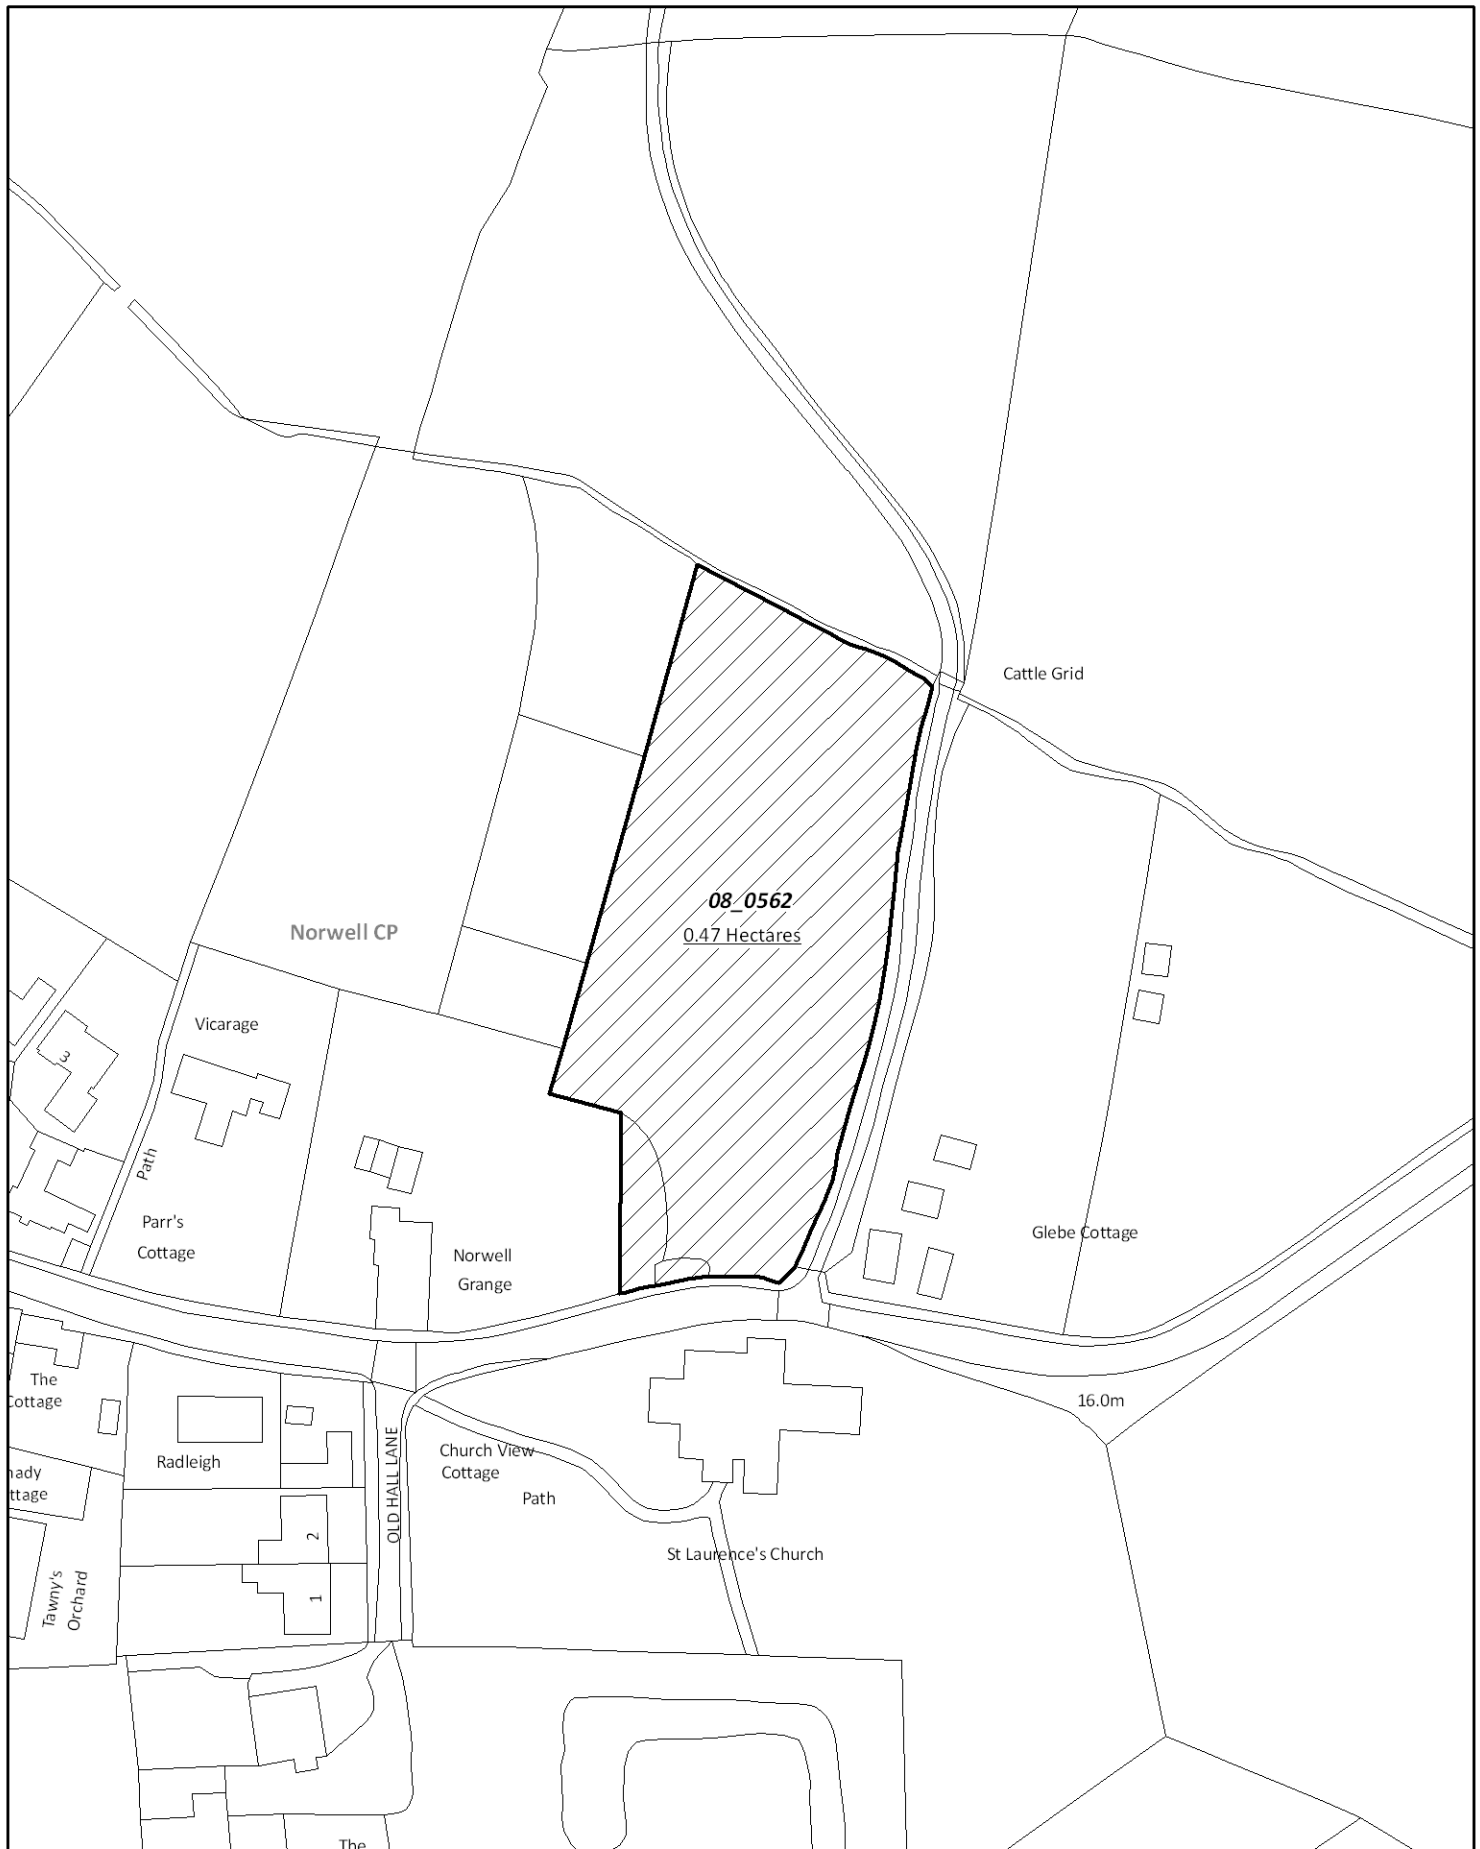 Cattle Grid
08_0562
0.47 Hectares
Norwell CP
Vicarage
3
Path
Parr's
Cottage
Norwell
Grange
Glebe Cottage
The
Cottage
16.0m
Radleigh
OLD HALL LANE
Church View
Cottage
Path
St Laurence's Church
2
1
Tawny's
Orchard
The